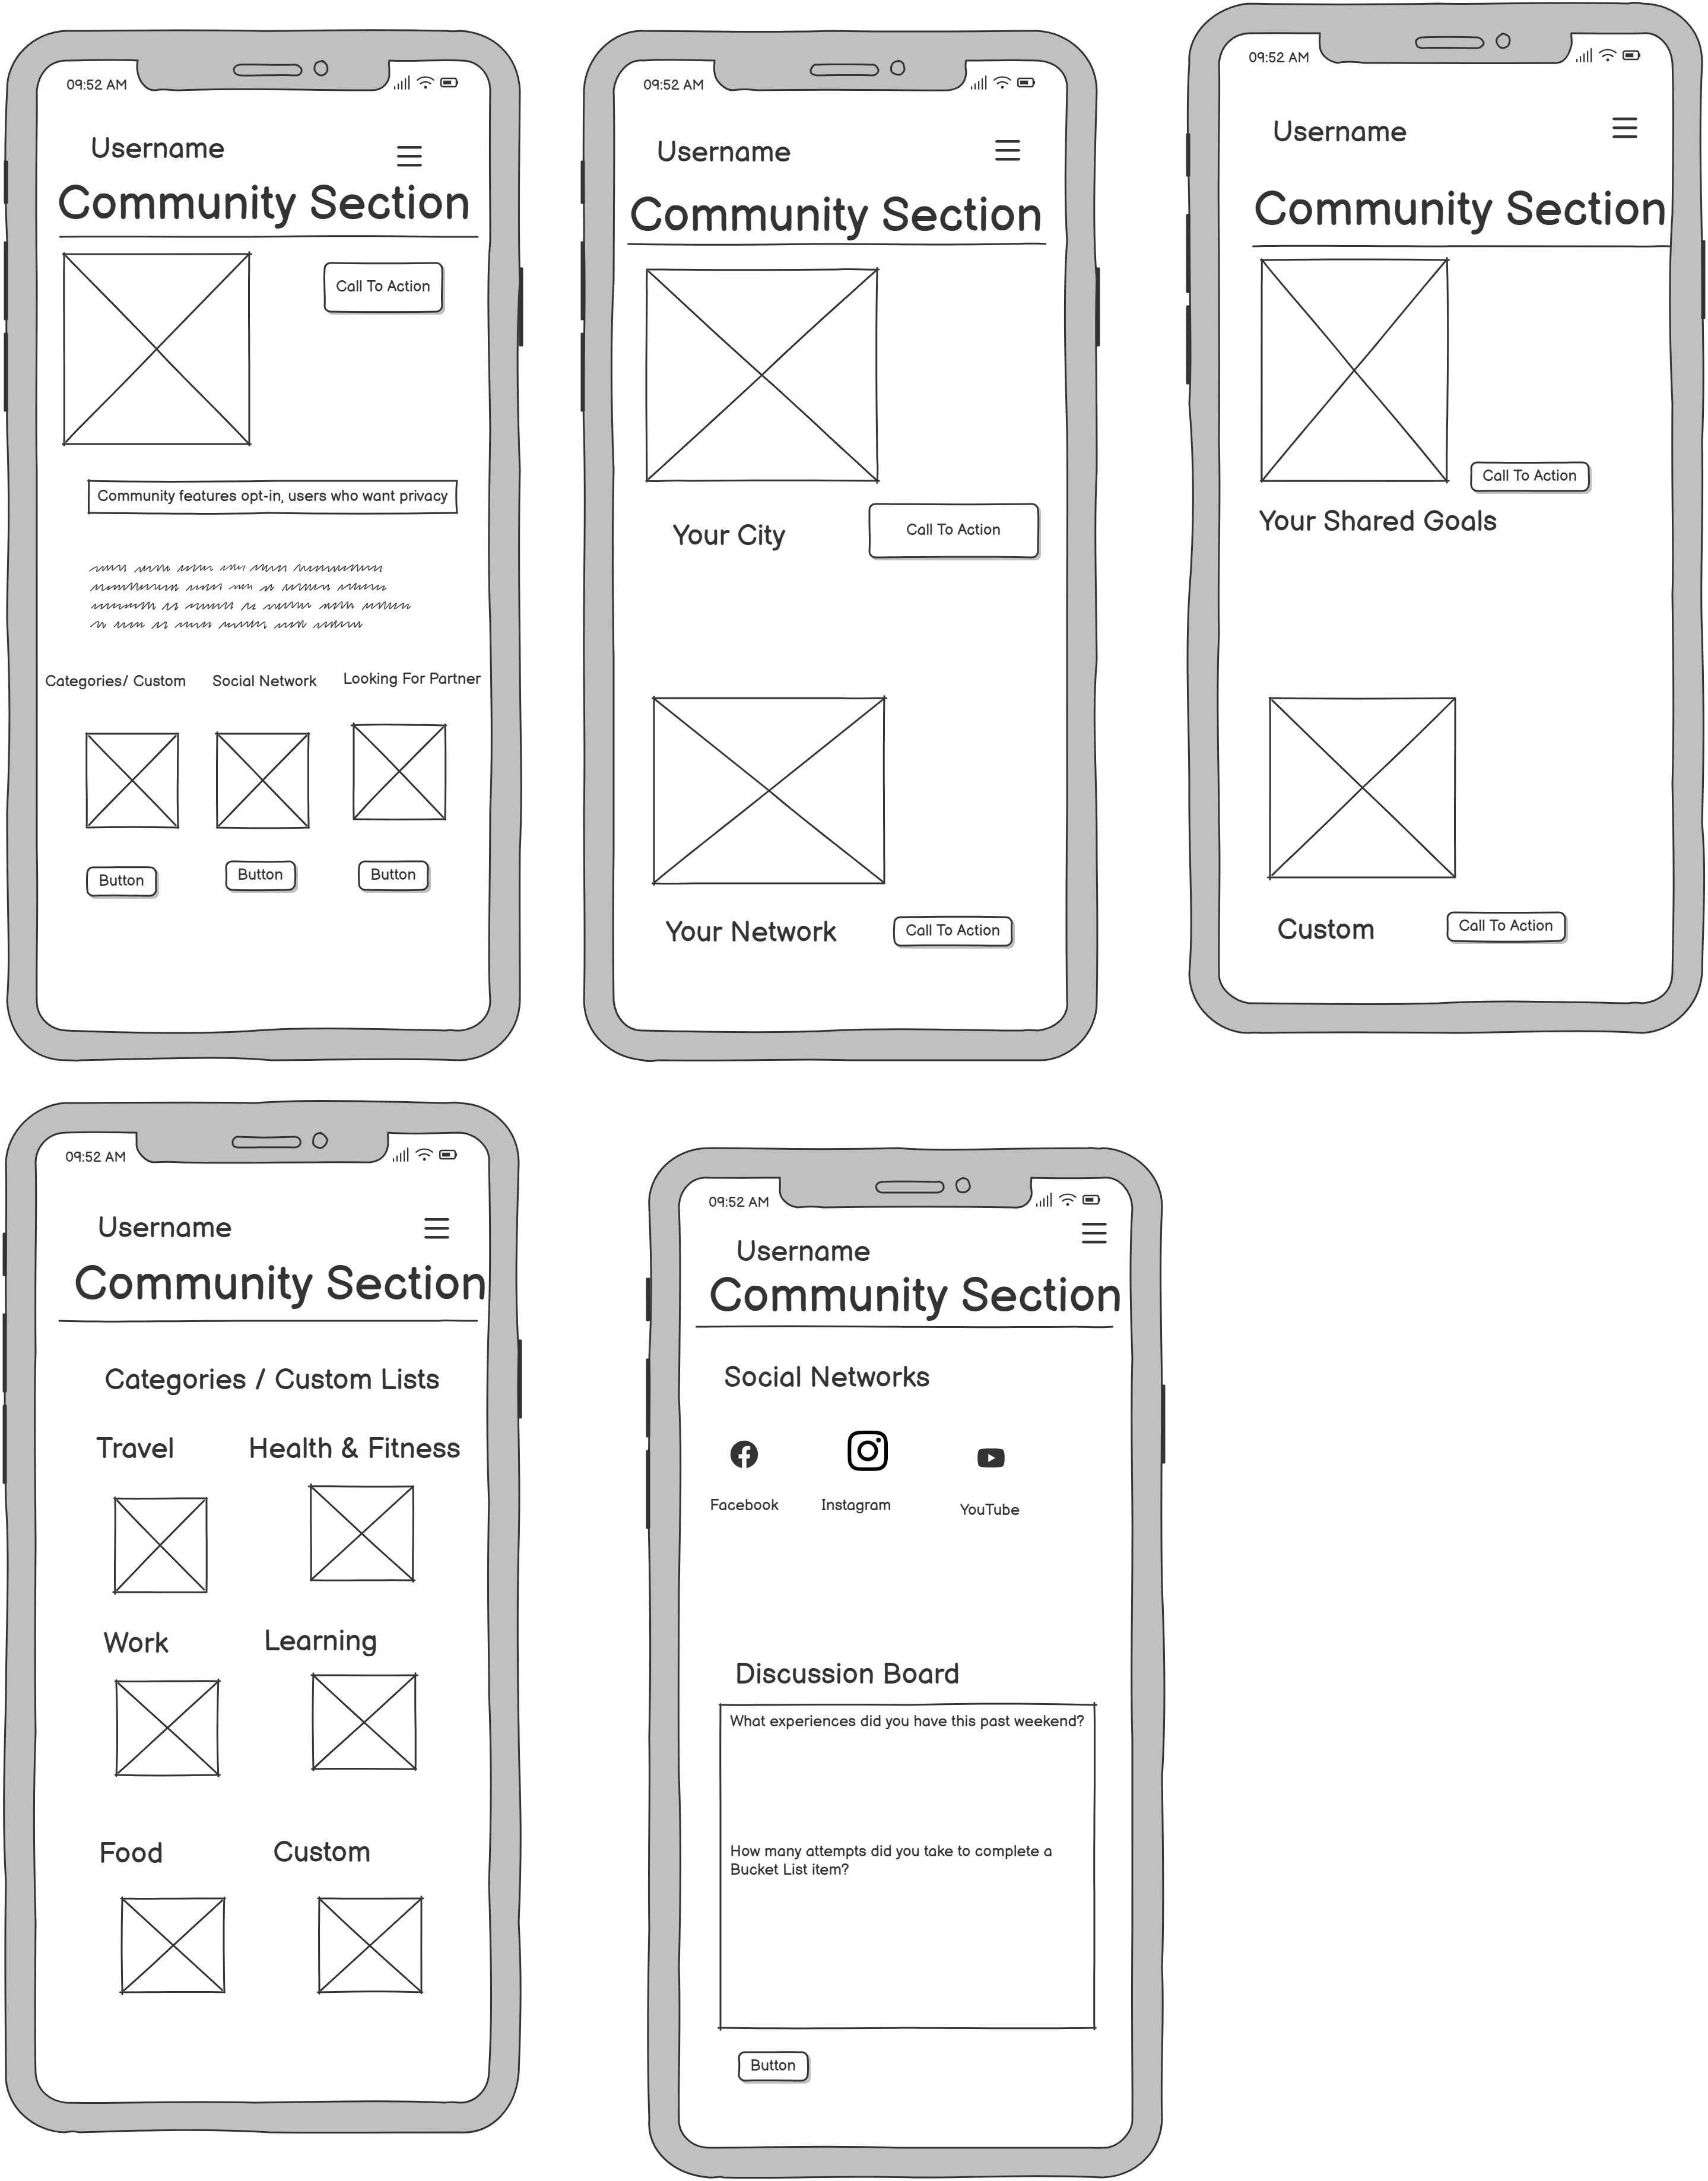 09:52 AM
Username
Community Section
Call To Action
Community features opt-in, users who want privacy
Categories/ Custom
Social Network
Looking For Partner
Button
Button
Button
09:52 AM
Username
Community Section
Your City
Call To Action
Your Network
Call To Action
09:52 AM
Username
Community Section
Call To Action
Your Shared Goals
Custom
Call To Action
09:52 AM
Username
Community Section
Categories / Custom Lists
Travel
Health & Fitness
Work
Learning
Food
Custom
09:52 AM
Username
Community Section
Social Networks
Facebook
Instagram
YouTube
Discussion Board
What experiences did you have this past weekend?
How many attempts did you take to complete a
Bucket List item?
Button